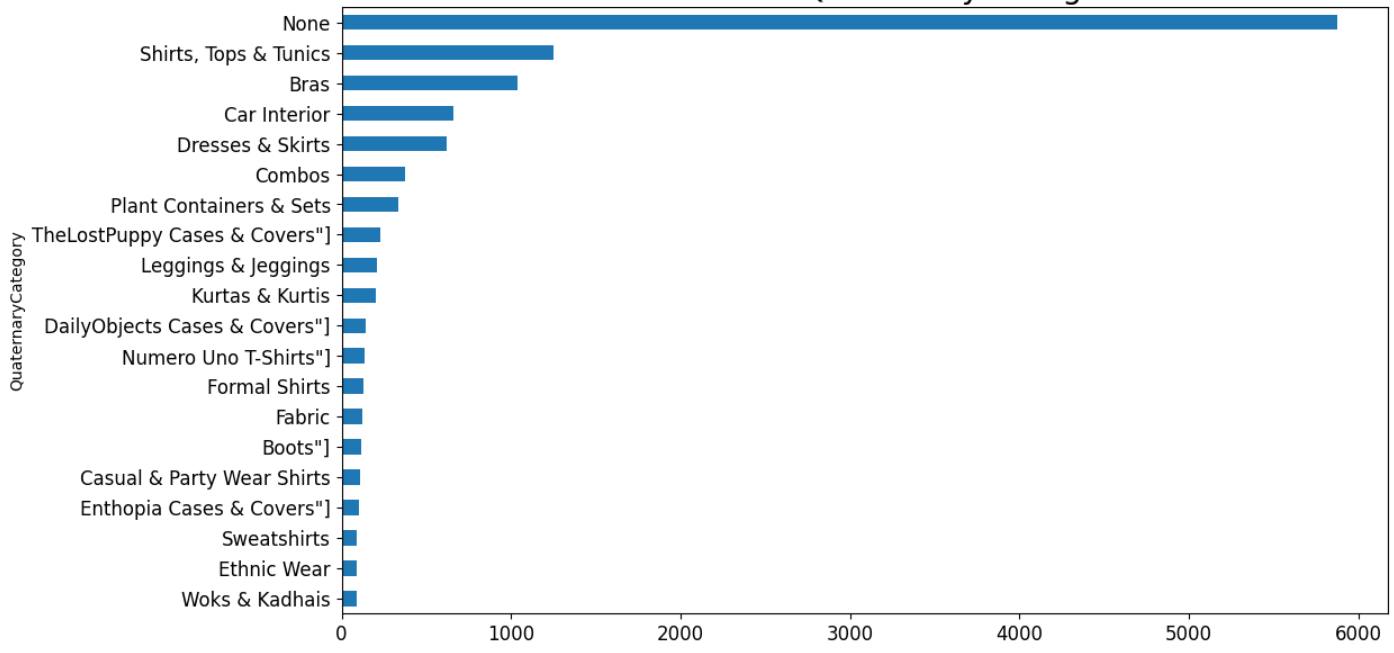 None
Shirts, Tops & Tunics
Bras
Car Interior
Dresses & Skirts
Combos
Plant Containers & Sets
TheLostPuppy Cases & Covers"]
Leggings & Jeggings
Kurtas & Kurtis
DailyObjects Cases & Covers"]
Numero Uno T-Shirts"]
Formal Shirts
Fabric
Boots"]
Casual & Party Wear Shirts
Enthopia Cases & Covers"]
Sweatshirts
Ethnic Wear
Woks & Kadhais
QuaternaryCategory
0 1000 2000 3000 4000 5000 6000